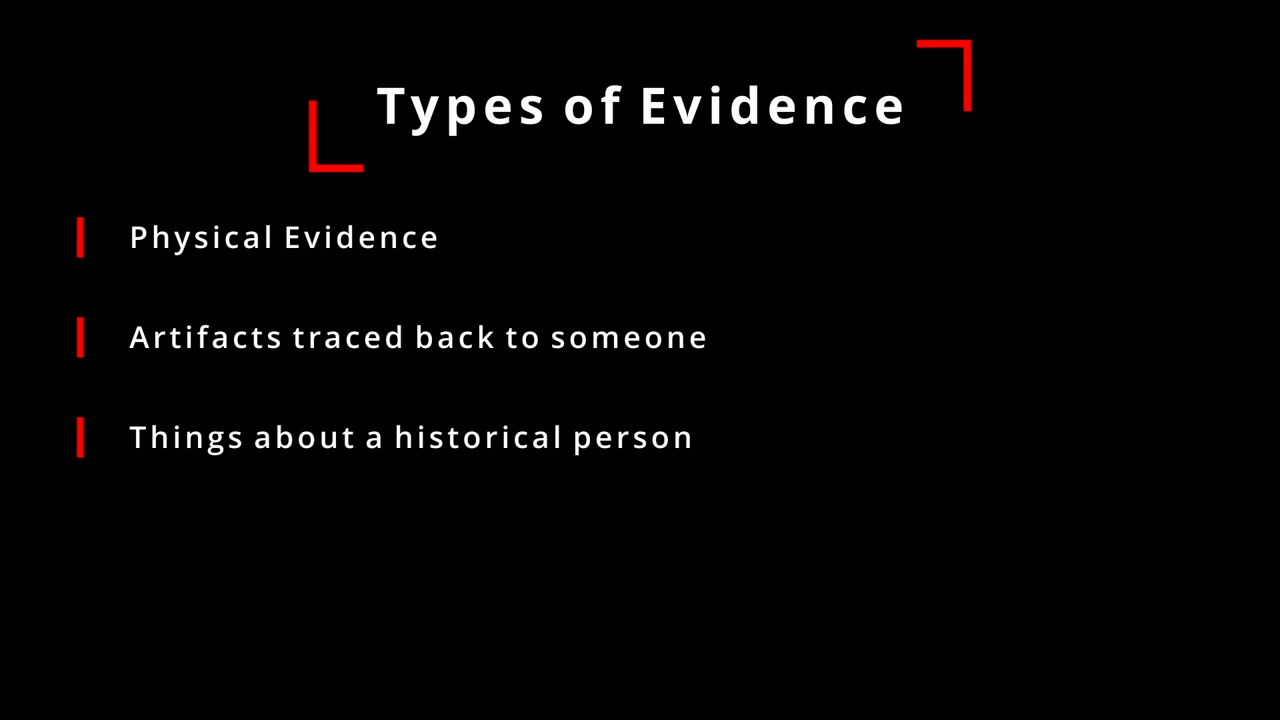 Types of Evidence
Physical Evidence
Artifacts traced back to someone
Things about a historical person